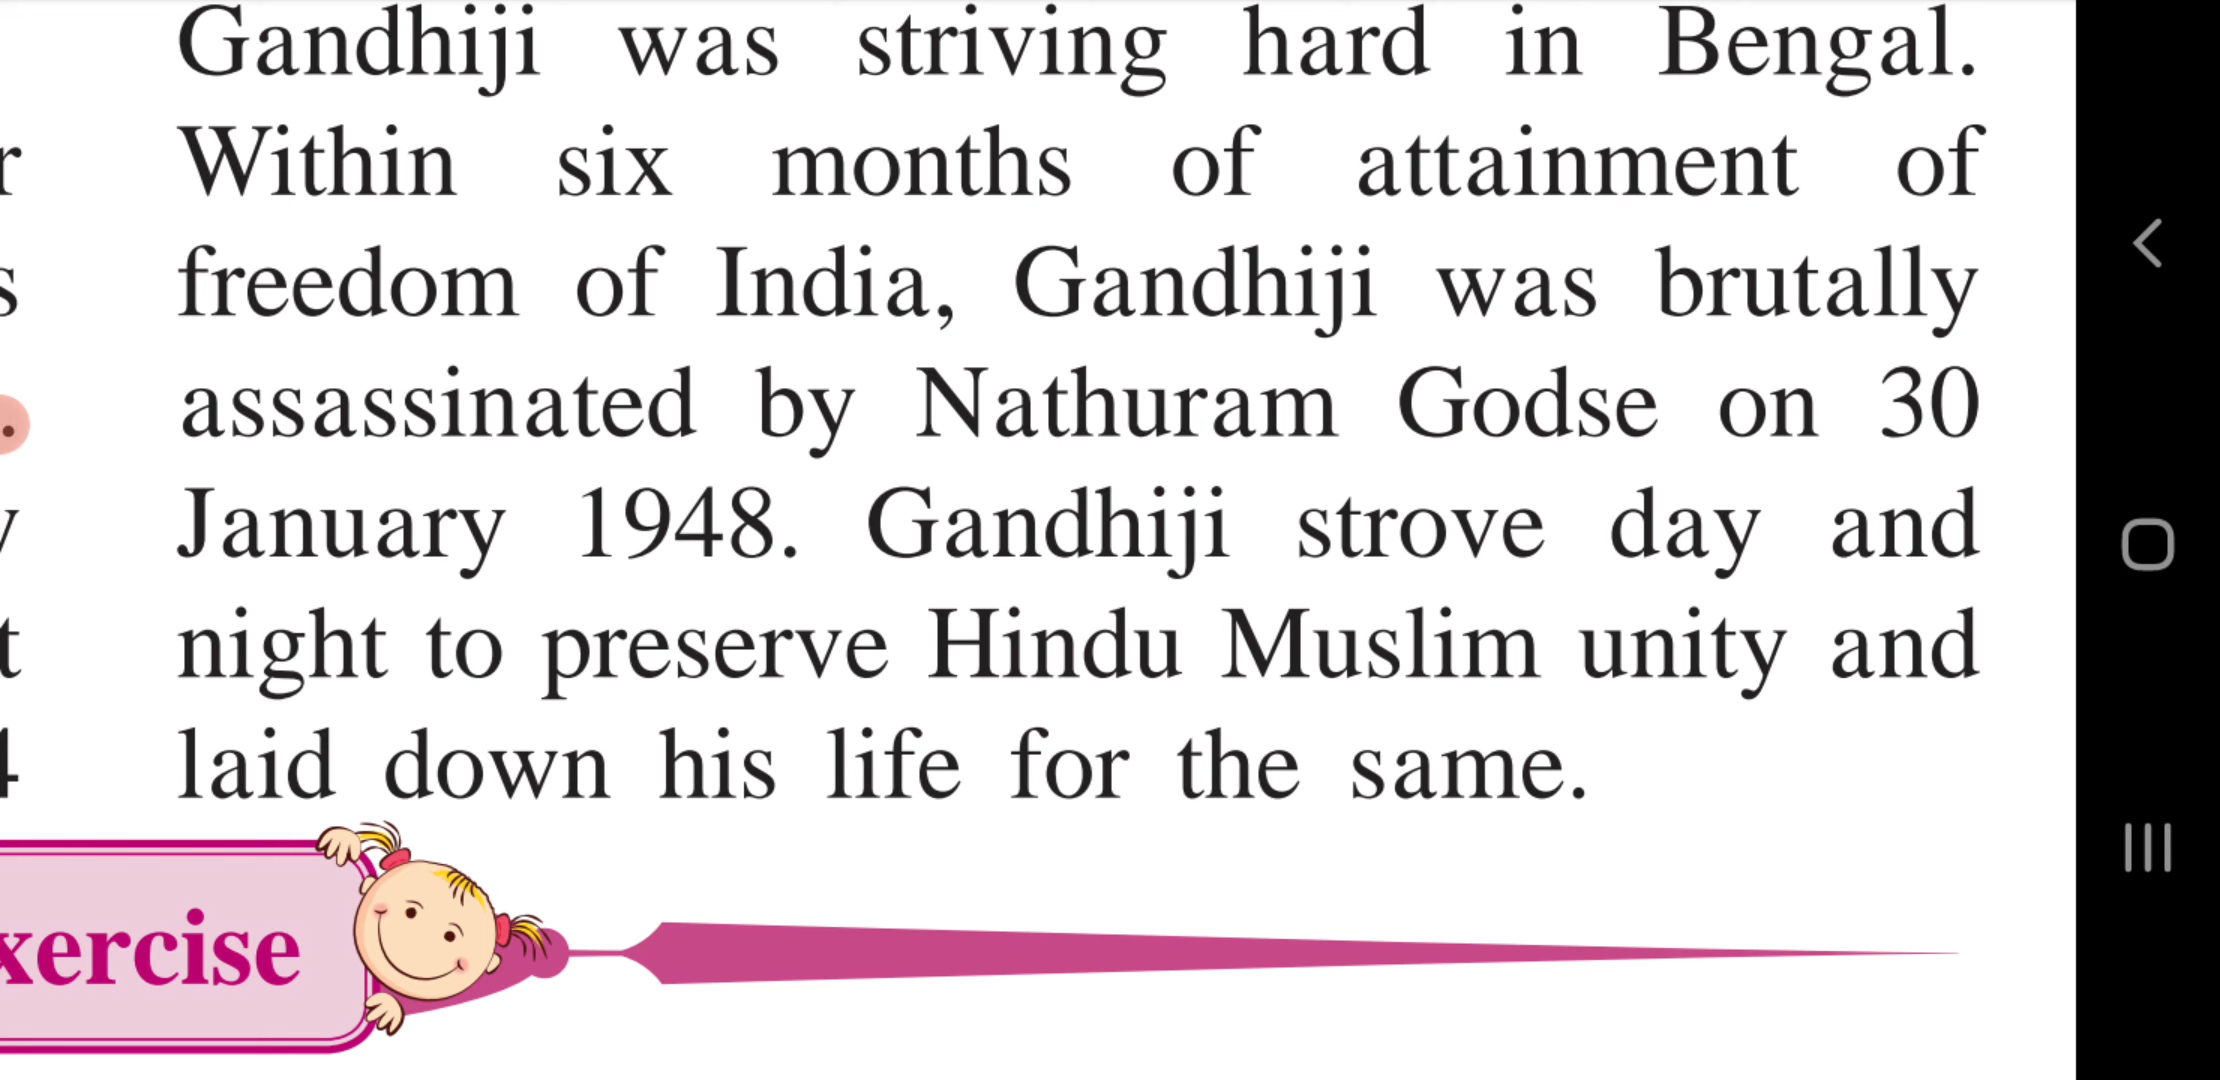 Gandhiji was striving hard in Bengal.
Within six months of attainment of
freedom of India, Gandhiji was brutally
assassinated by Nathuram Godse on 30
January 1948. Gandhiji strove day and
night to preserve Hindu Muslim unity and
laid down his life for the same.
xercise